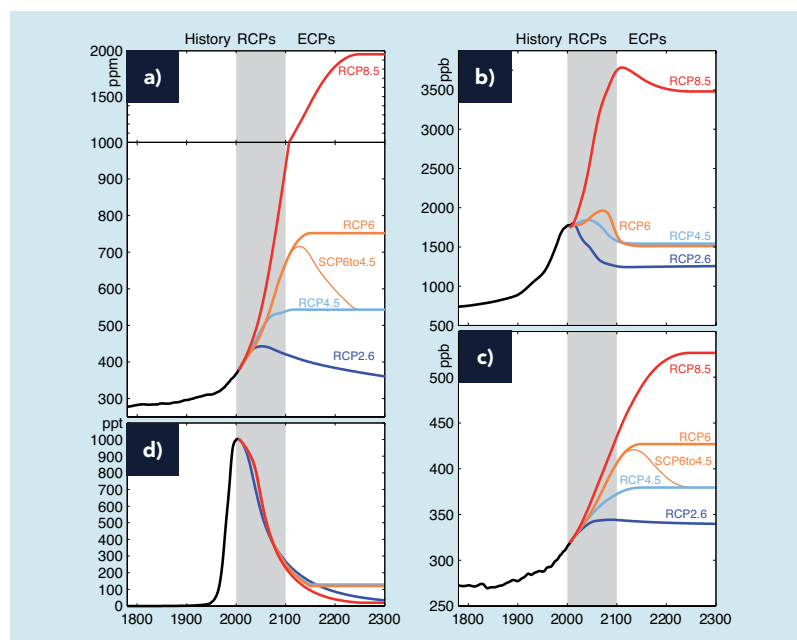 History RCPs ECPs
ppm
2000
1500
1000
900
800
700
600
500
400
300
a)
RCP8.5
RCP6
SCP6to4.5
RCP4.5
RCP2.6
History RCPs ECPs
ppb
3500
3000
2500
2000
1500
1000
500
b)
RCP8.5
RCP6
RCP4.5
RCP2.6
ppb
500
450
400
350
300
250
c)
RCP8.5
RCP6
SCP6to4.5
RCP4.5
RCP2.6
1800 1900 2000 2100 2200 2300
ppt
1000
900
800
700
600
500
400
300
200
100
0
d)
1800 1900 2000 2100 2200 2300